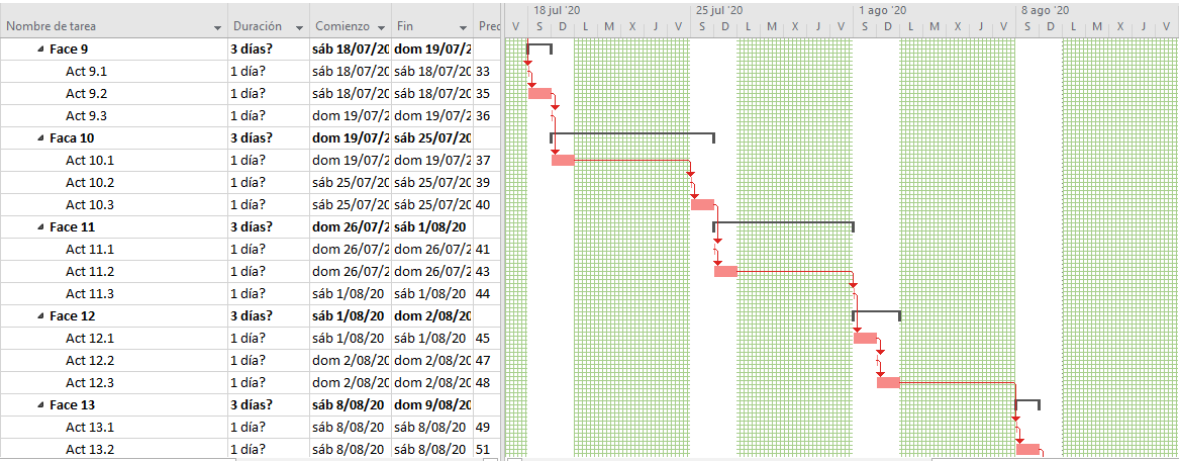 18 jul '20 25 jul '20 1 ago '20 8 ago '20
Nombre de tarea Duración Comienzo Fin Pred V S D L M X J V S D L M X J V S D L M X J V S D L M X J V
Face 9 3 días? sáb 18/07/20 dom 19/07/2
Act 9.1 1 día? sáb 18/07/20 sáb 18/07/20 33
Act 9.2 1 día? sáb 18/07/20 sáb 18/07/20 35
Act 9.3 1 día? dom 19/07/2 dom 19/07/2 36
Faca 10 3 días? dom 19/07/2 sáb 25/07/20
Act 10.1 1 día? dom 19/07/2 dom 19/07/2 37
Act 10.2 1 día? sáb 25/07/20 sáb 25/07/20 39
Act 10.3 1 día? sáb 25/07/20 sáb 25/07/20 40
Face 11 3 días? dom 26/07/2 sáb 1/08/20
Act 11.1 1 día? dom 26/07/2 dom 26/07/2 41
Act 11.2 1 día? dom 26/07/2 dom 26/07/2 43
Act 11.3 1 día? sáb 1/08/20 sáb 1/08/20 44
Face 12 3 días? sáb 1/08/20 dom 2/08/20
Act 12.1 1 día? sáb 1/08/20 sáb 1/08/20 45
Act 12.2 1 día? dom 2/08/20 dom 2/08/20 47
Act 12.3 1 día? dom 2/08/20 dom 2/08/20 48
Face 13 3 días? sáb 8/08/20 dom 9/08/20
Act 13.1 1 día? sáb 8/08/20 sáb 8/08/20 49
Act 13.2 1 día? sáb 8/08/20 sáb 8/08/20 51